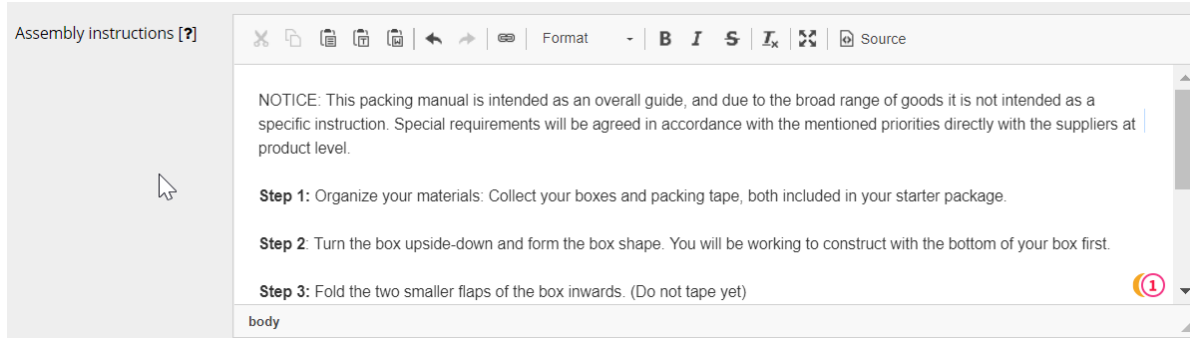 Assembly instructions [?]
Format
B I S Ix Source
NOTICE: This packing manual is intended as an overall guide, and due to the broad range of goods it is not intended as a
specific instruction. Special requirements will be agreed in accordance with the mentioned priorities directly with the suppliers at
product level.
Step 1: Organize your materials: Collect your boxes and packing tape, both included in your starter package.
Step 2: Turn the box upside-down and form the box shape. You will be working to construct with the bottom of your box first.
Step 3: Fold the two smaller flaps of the box inwards. (Do not tape yet)
1
body